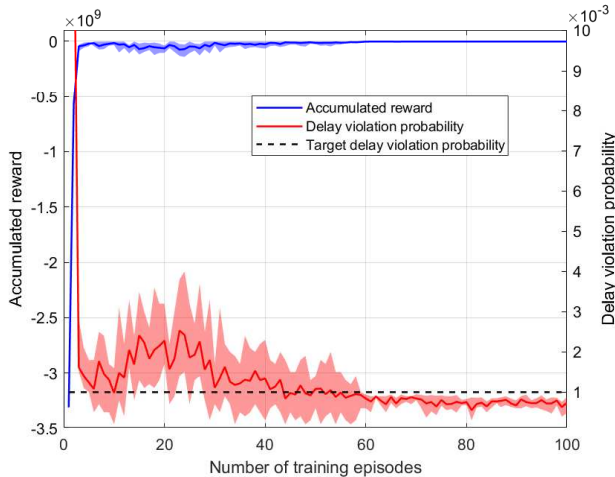 ×10^9
×10^-3
0
-0.5
-1
-1.5
-2
-2.5
-3
-3.5
10
9
8
7
6
5
4
3
2
1
Accumulated reward
Delay violation probability
Target delay violation probability
Accumulated reward
Delay violation probability
0 20 40 60 80 100
Number of training episodes